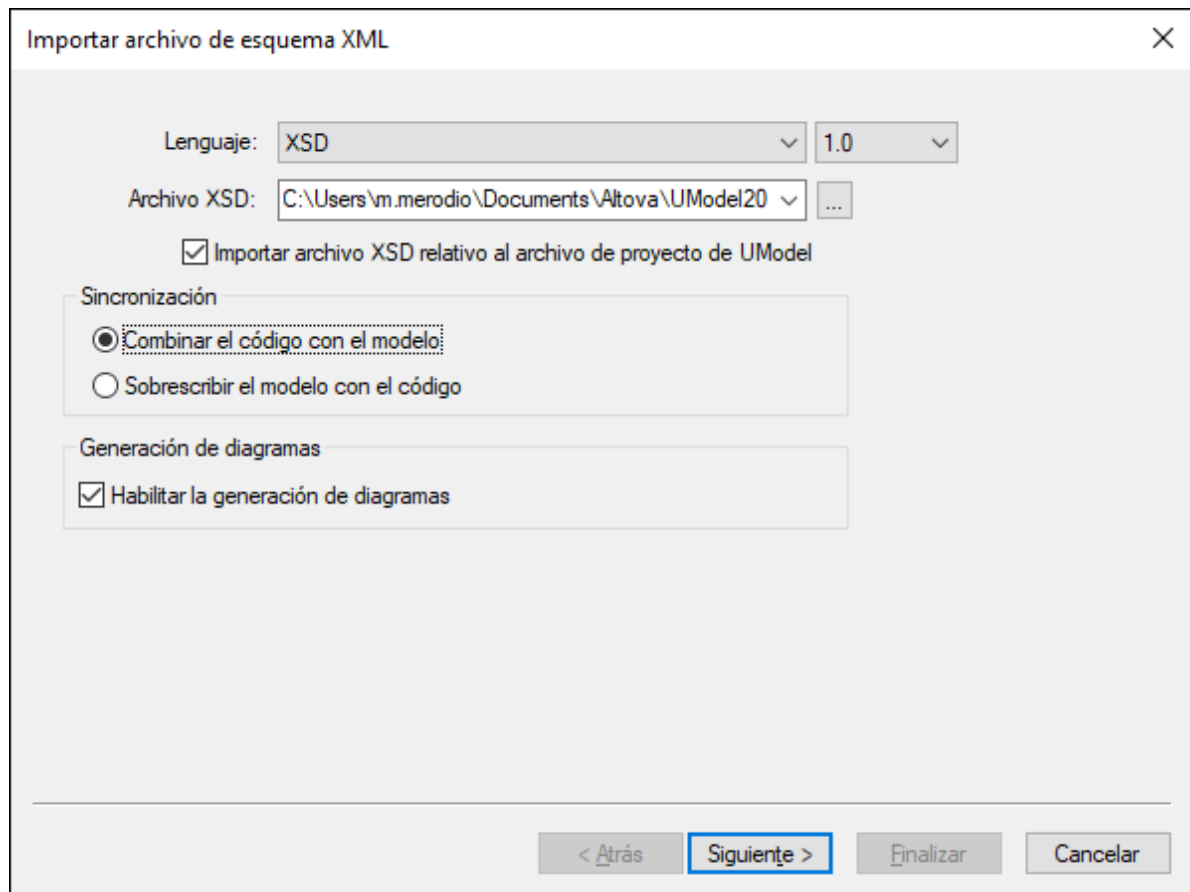 Importar archivo de esquema XML
Lenguaje: XSD 1.0
Archivo XSD: C:\Users\m.merodio\Documents\Altova\UModel20 ...
Importar archivo XSD relativo al archivo de proyecto de UModel
Sincronización
Combinar el código con el modelo
Sobrescribir el modelo con el código
Generación de diagramas
Habilitar la generación de diagramas
< Atrás Siguiente > Finalizar Cancelar